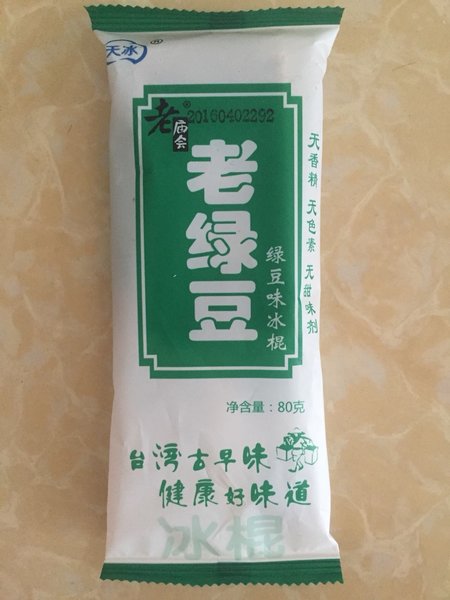 天冰®
老庙会®
20160402292
老绿豆
绿豆味冰棍
无香精 无色素 无甜味剂
净含量：80克
台湾古早味
健康好味道
冰棍